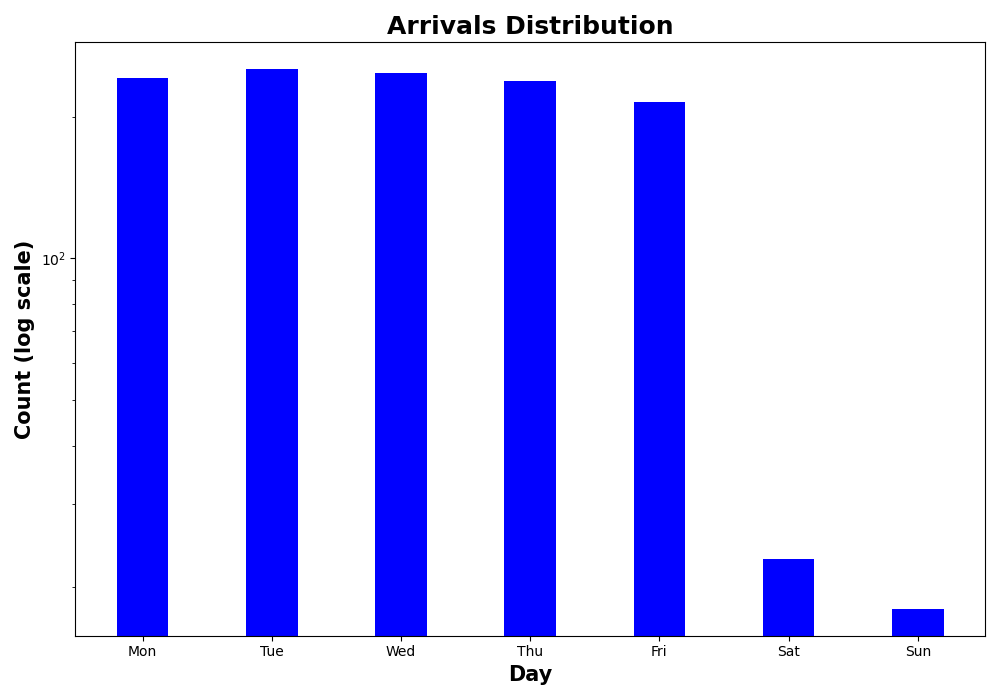 Arrivals Distribution
Count (log scale)
10²
Mon Tue Wed Thu Fri Sat Sun
Day